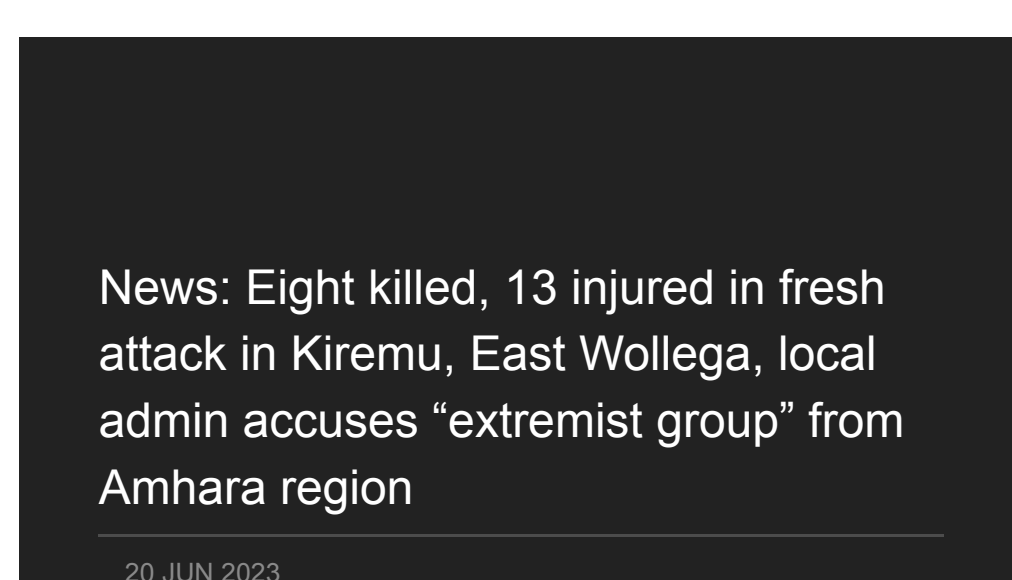 News: Eight killed, 13 injured in fresh
attack in Kiremu, East Wollega, local
admin accuses “extremist group” from
Amhara region
20 JUN 2023